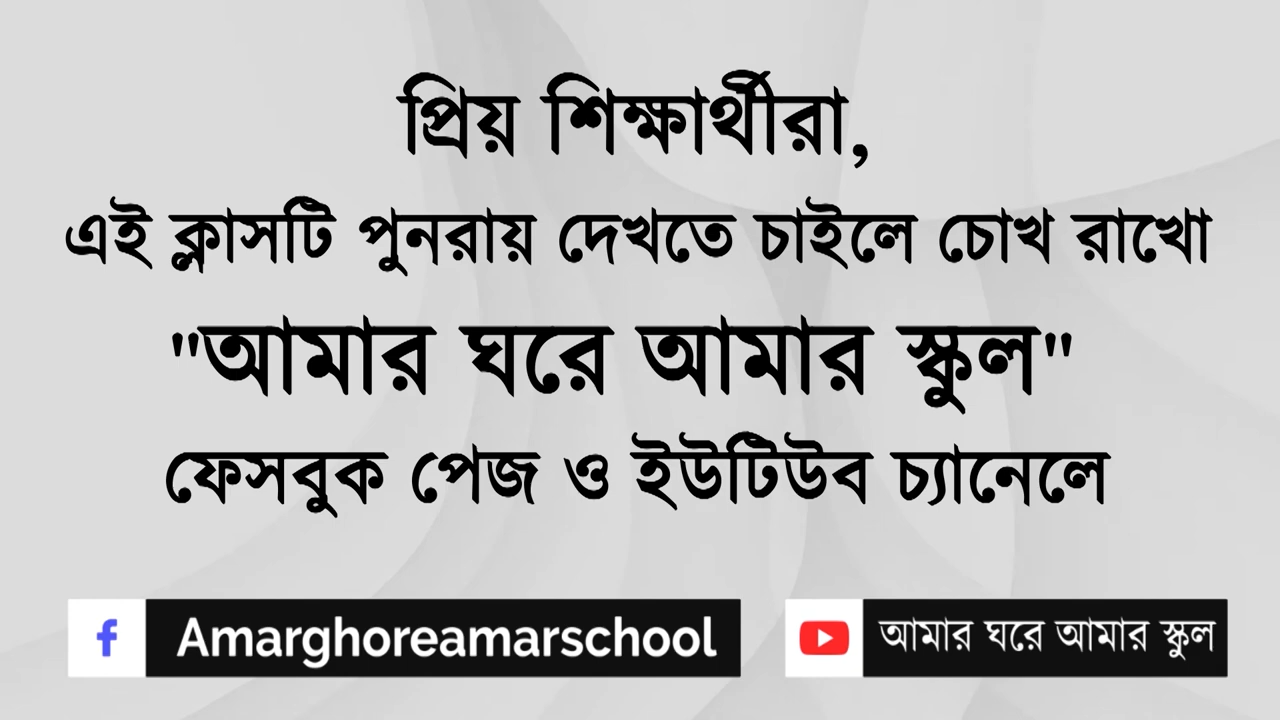 প্রিয় শিক্ষার্থীরা,
এই ক্লাসটি পুনরায় দেখতে চাইলে চোখ রাখো
"আমার ঘরে আমার স্কুল"
ফেসবুক পেজ ও ইউটিউব চ্যানেলে
Amarghoreamarschool
আমার ঘরে আমার স্কুল